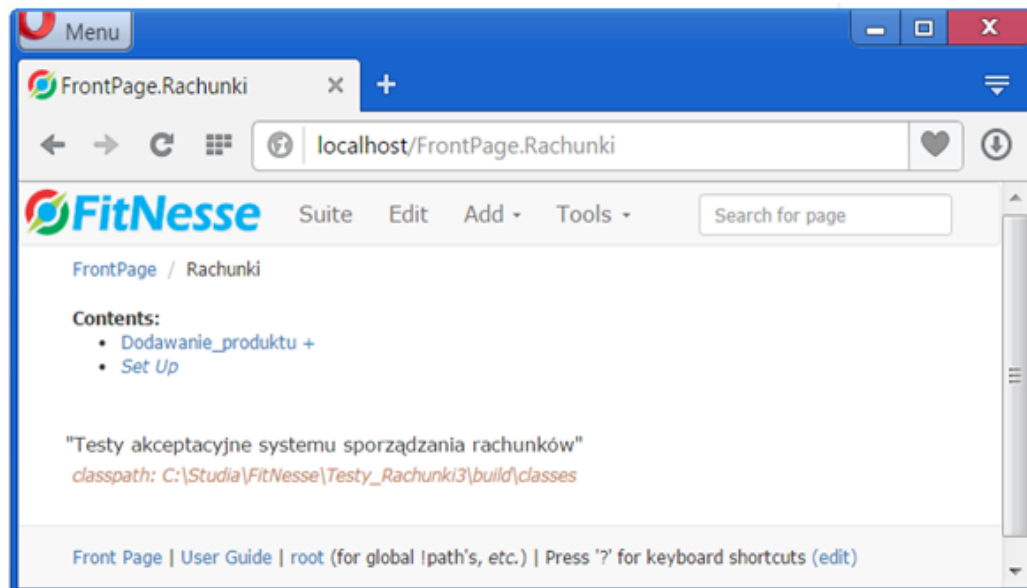 Menu
FrontPage.Rachunki
localhost/FrontPage.Rachunki
FitNesse Suite Edit Add Tools Search for page
FrontPage / Rachunki
Contents:
• Dodawanie_produktu +
• Set Up
"Testy akceptacyjne systemu sporządzania rachunków"
classpath: C:\Studia\FitNesse\Testy_Rachunki3\build\classes
Front Page | User Guide | root (for global !path's, etc.) | Press '?' for keyboard shortcuts (edit)